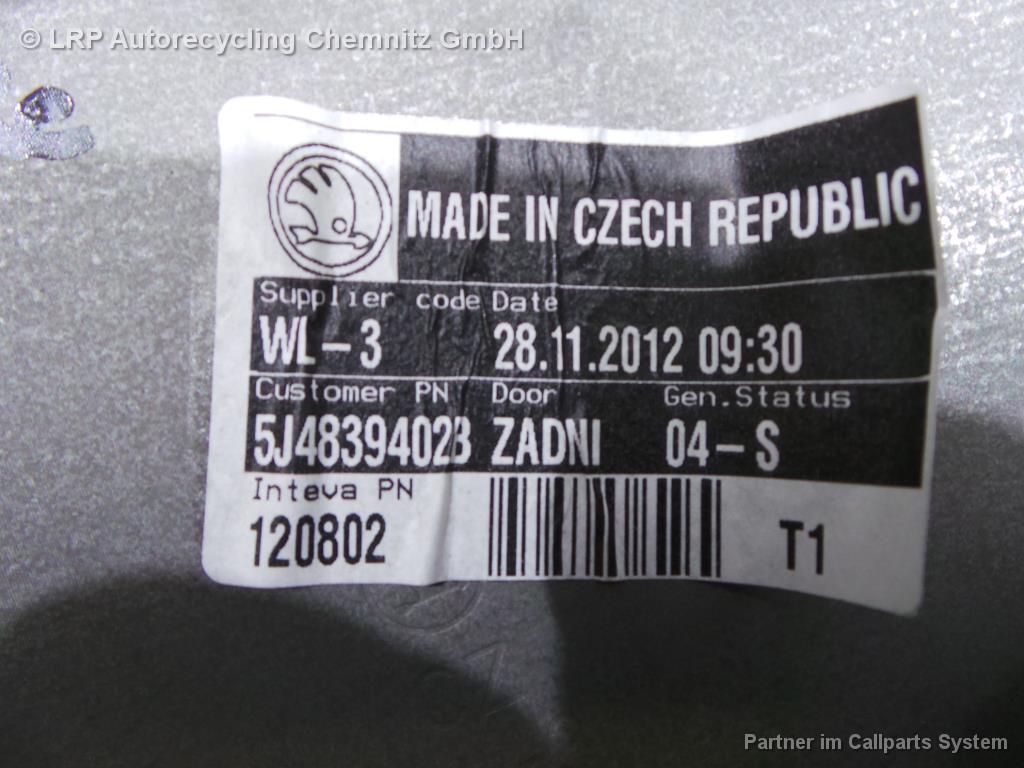 © LRP Autorecycling Chemnitz GmbH
MADE IN CZECH REPUBLIC
Supplier code Date
WL-3 28.11.2012 09:30
Customer PN Door Gen.Status
5J4839402B ZADNI 04-S
Inteva PN
120802 T1
Partner im Callparts System